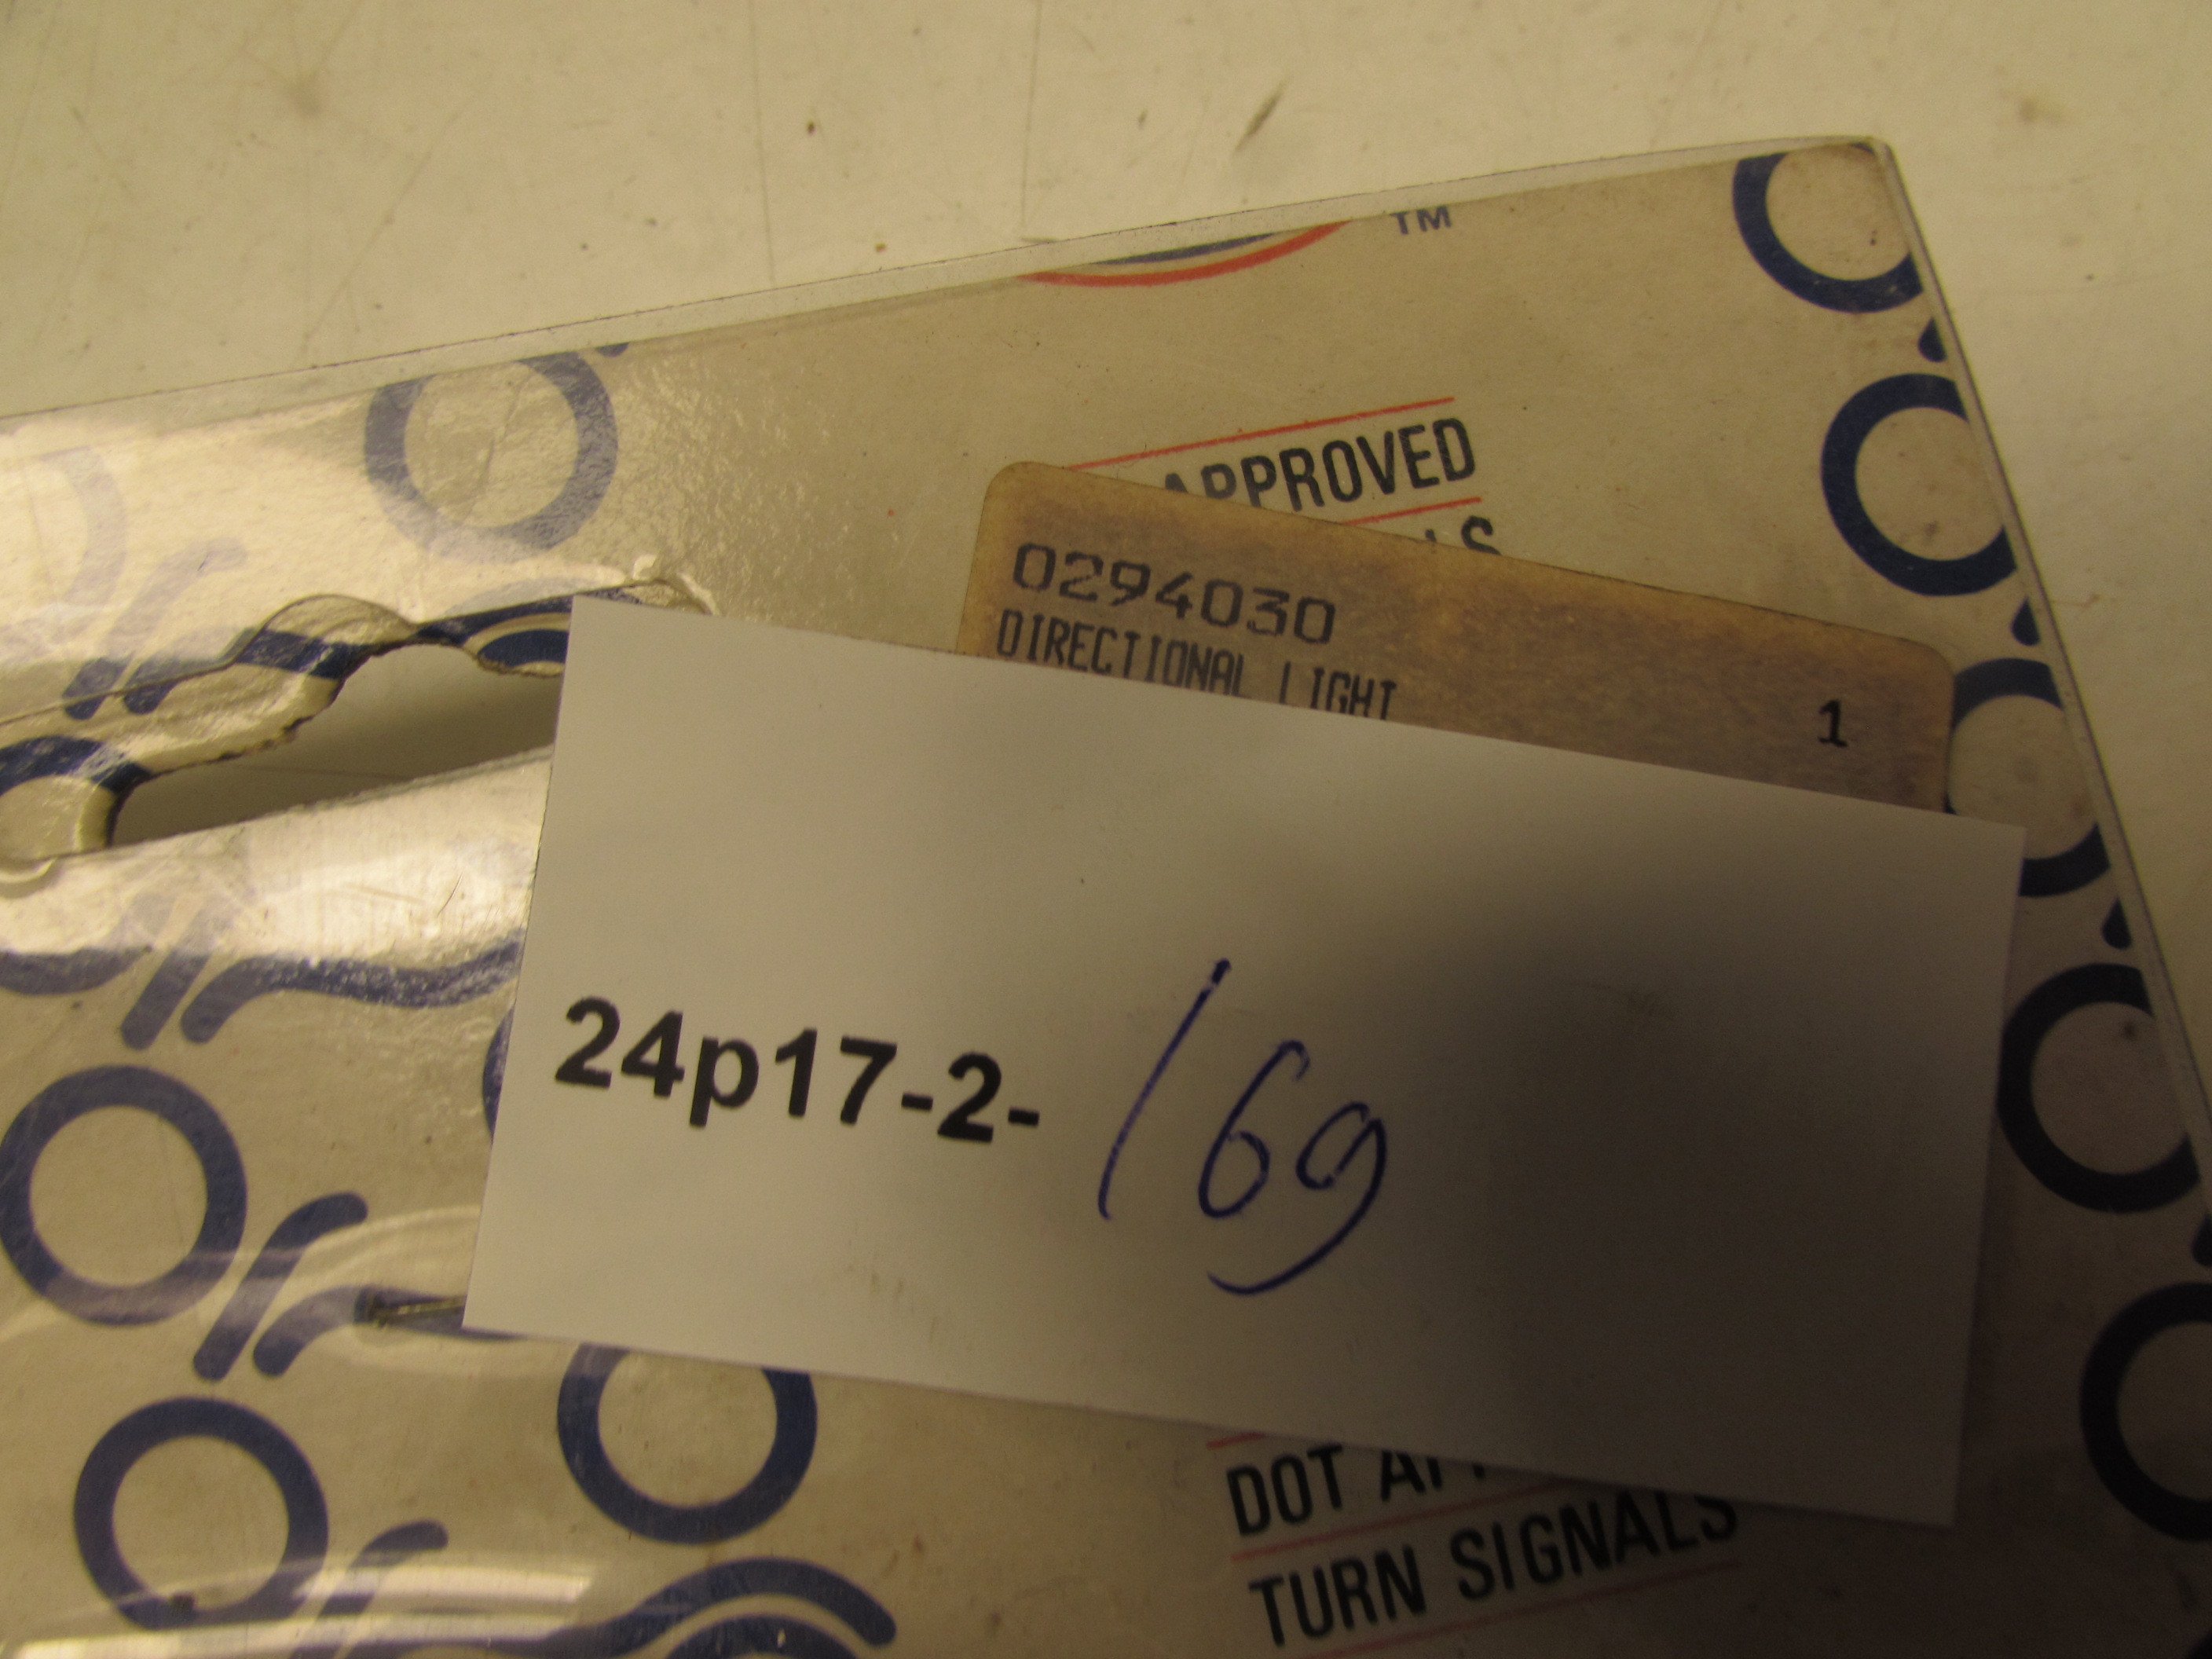 TM
APPROVED
0294030
DIRECTIONAL LIGHT
1
24p17-2-169
DOT
TURN SIGNALS